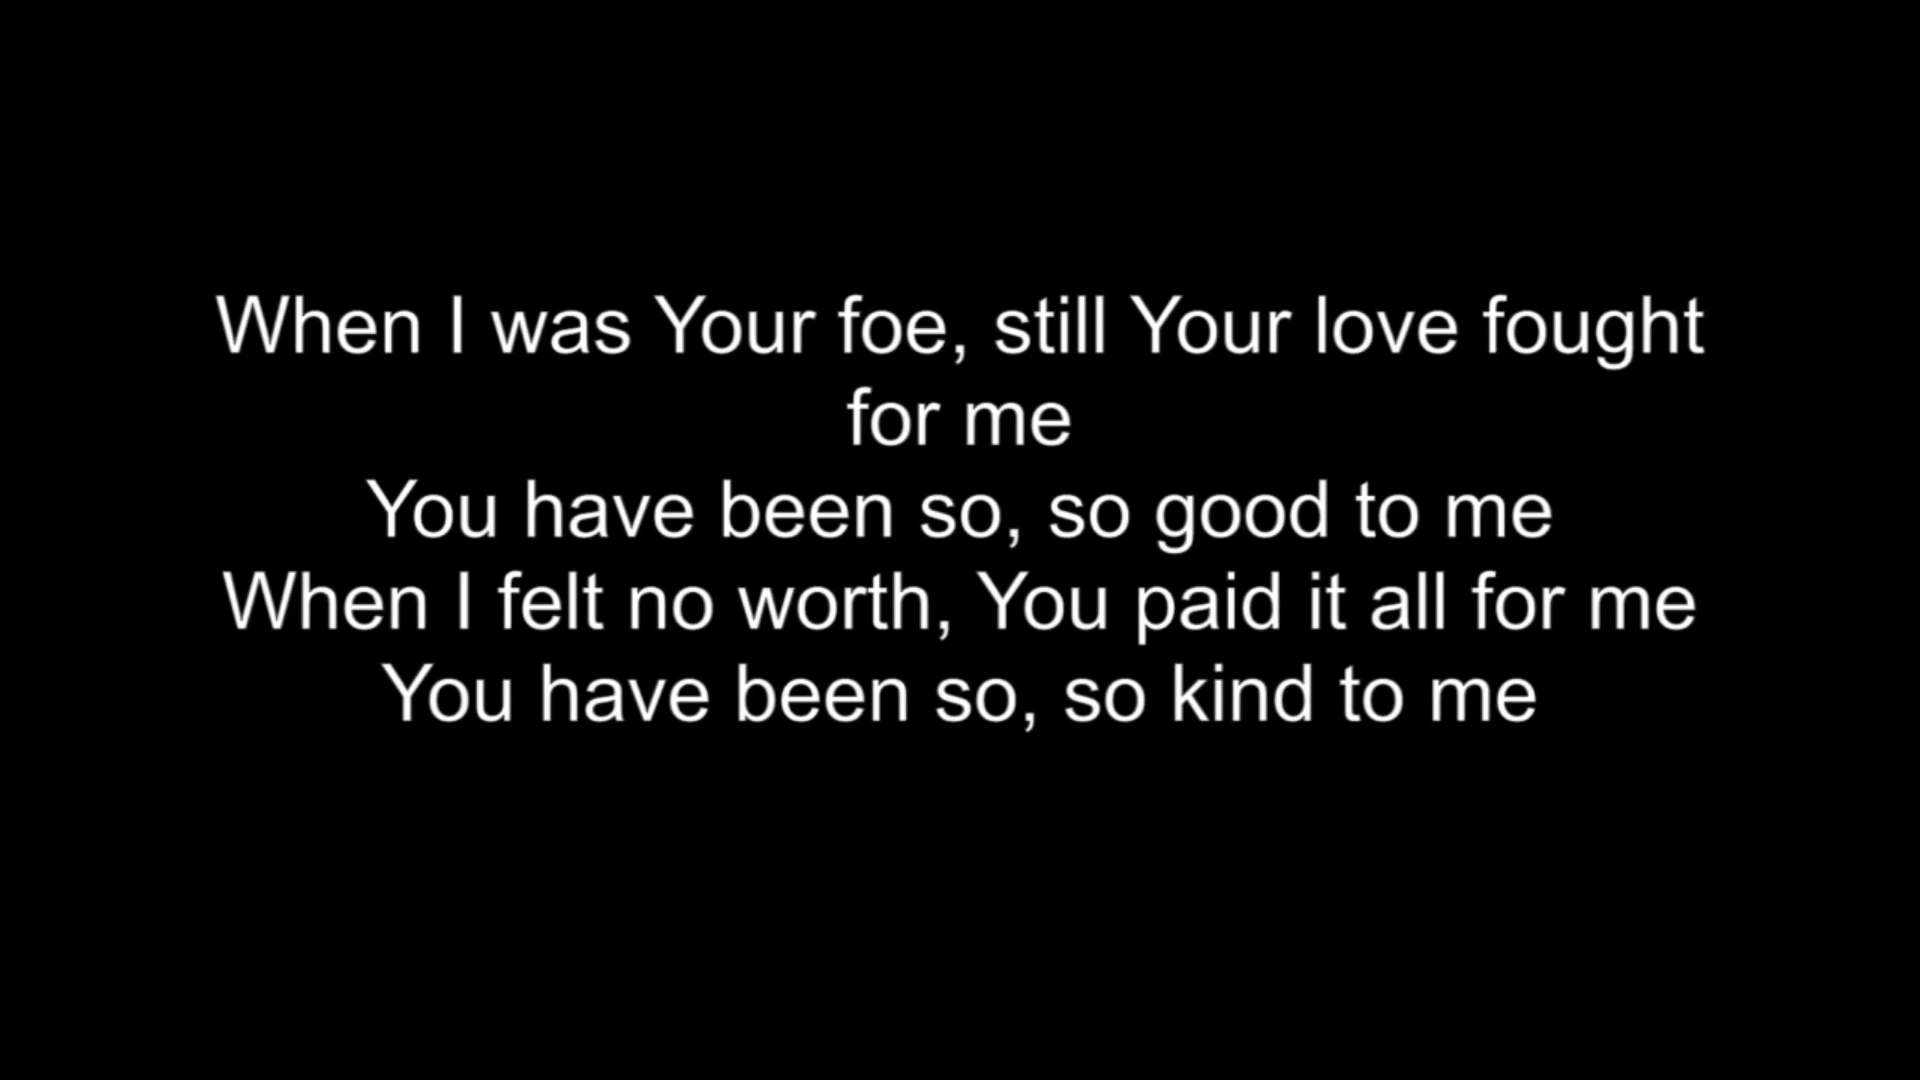 When I was Your foe, still Your love fought
for me
You have been so, so good to me
When I felt no worth, You paid it all for me
You have been so, so kind to me